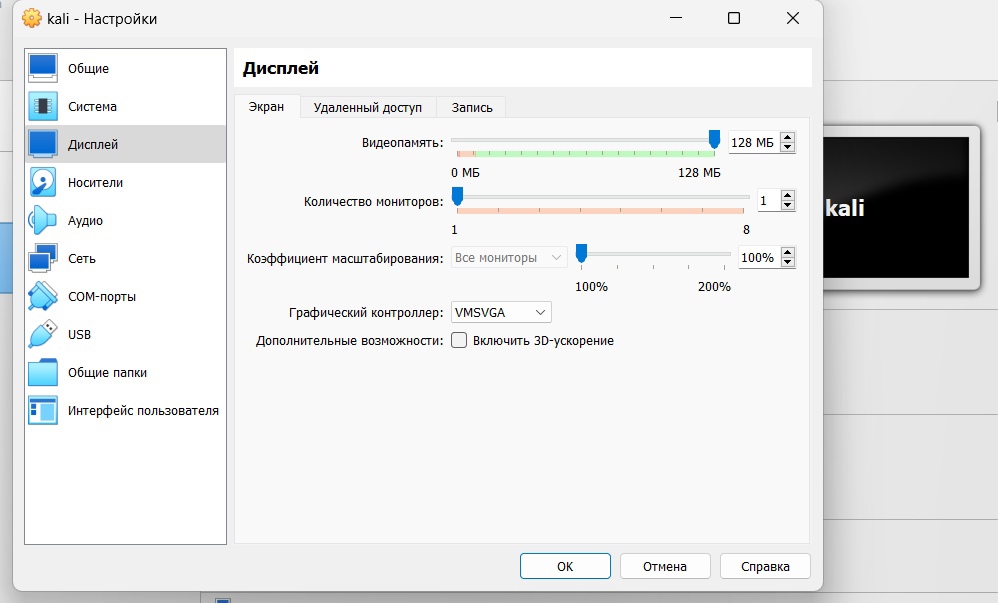 kali - Настройки
Общие
Система
Дисплей
Носители
Аудио
Сеть
COM-порты
USB
Общие папки
Интерфейс пользователя
Дисплей
Экран
Удаленный доступ
Запись
Видеопамять:
128 МБ
0 МБ
128 МБ
Количество мониторов:
1
1
8
Коэффициент масштабирования:
Все мониторы
100%
100%
200%
Графический контроллер:
VMSVGA
Дополнительные возможности:
Включить 3D-ускорение
OK
Отмена
Справка
kali